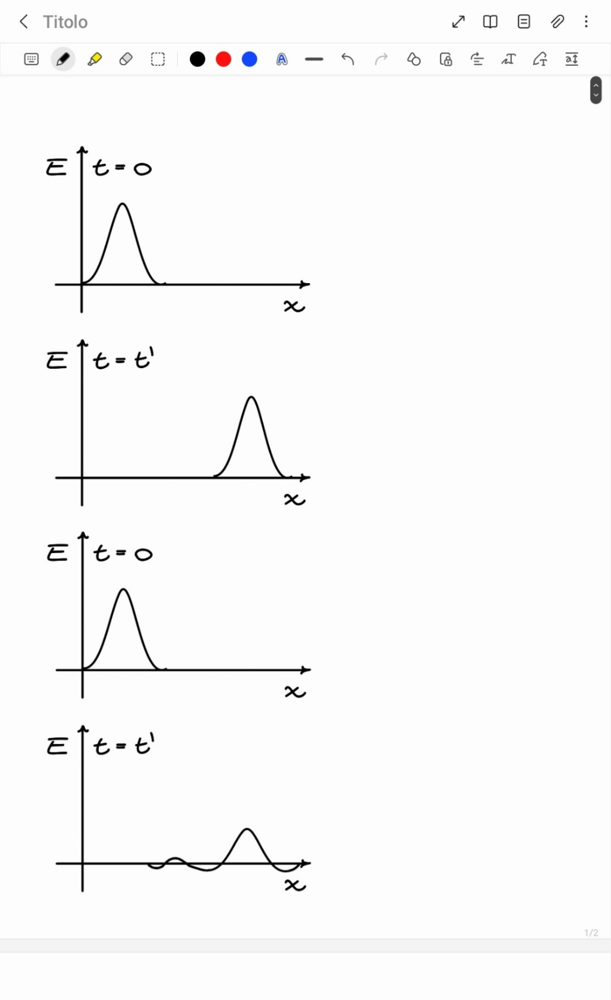 Titolo
E t = 0
x
E t = t'
x
E t = 0
x
E t = t'
x
1/2